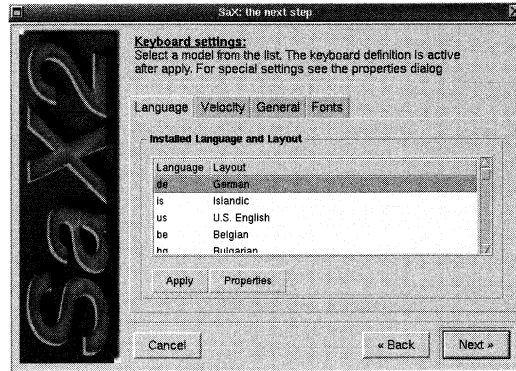 SaX: the next step
SaX2
Keyboard settings:
Select a model from the list. The keyboard definition is active
after apply. For special settings see the properties dialog
Language Velocity General Fonts
Installed Language and Layout
Language Layout
de German
is Islandic
us U.S. English
be Belgian
bg Bulgarian
Apply Properties
Cancel « Back Next »